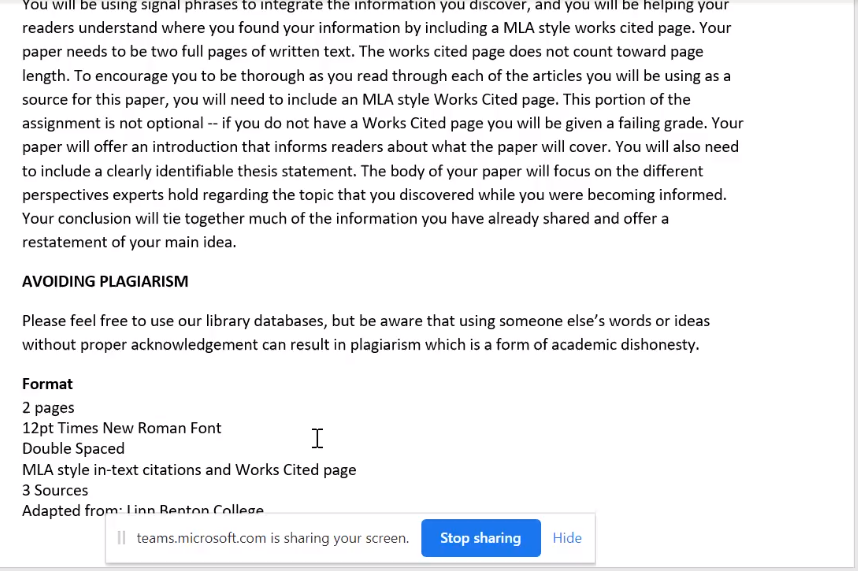 You will be using signal phrases to integrate the information you discover, and you will be helping your
readers understand where you found your information by including a MLA style works cited page. Your
paper needs to be two full pages of written text. The works cited page does not count toward page
length. To encourage you to be thorough as you read through each of the articles you will be using as a
source for this paper, you will need to include an MLA style Works Cited page. This portion of the
assignment is not optional -- if you do not have a Works Cited page you will be given a failing grade. Your
paper will offer an introduction that informs readers about what the paper will cover. You will also need
to include a clearly identifiable thesis statement. The body of your paper will focus on the different
perspectives experts hold regarding the topic that you discovered while you were becoming informed.
Your conclusion will tie together much of the information you have already shared and offer a
restatement of your main idea.
AVOIDING PLAGIARISM
Please feel free to use our library databases, but be aware that using someone else’s words or ideas
without proper acknowledgement can result in plagiarism which is a form of academic dishonesty.
Format
2 pages
12pt Times New Roman Font
Double Spaced
MLA style in-text citations and Works Cited page
3 Sources
Adapted from: Linn Benton College
teams.microsoft.com is sharing your screen. Stop sharing Hide